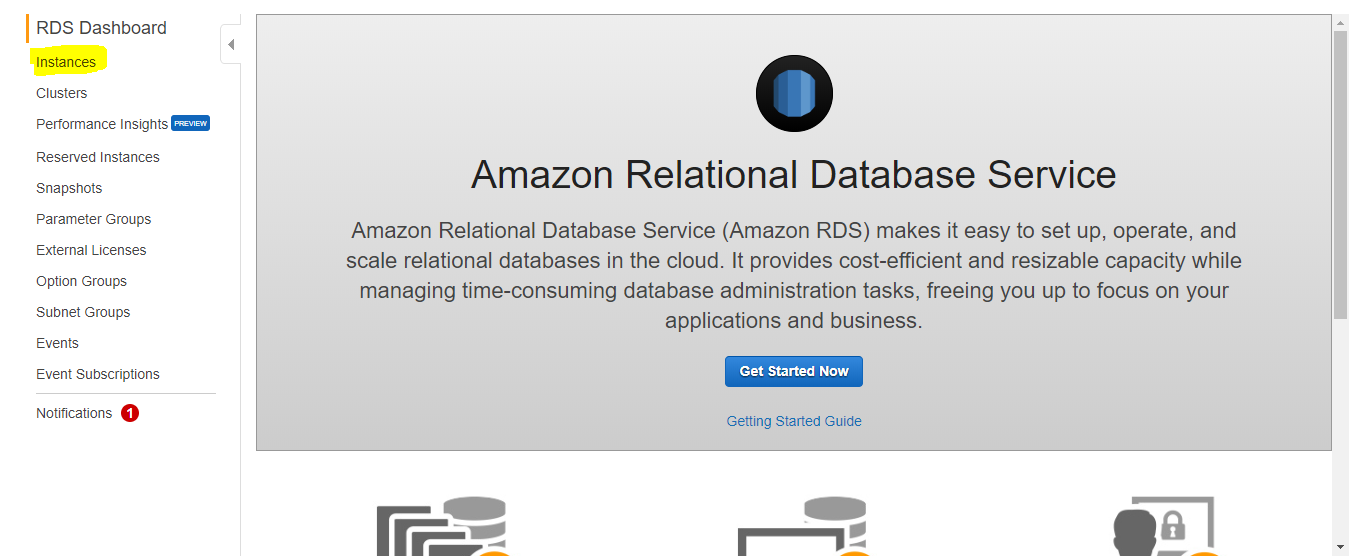 RDS Dashboard
Instances
Clusters
Performance Insights PREVIEW
Reserved Instances
Snapshots
Parameter Groups
External Licenses
Option Groups
Subnet Groups
Events
Event Subscriptions
Notifications 1
Amazon Relational Database Service
Amazon Relational Database Service (Amazon RDS) makes it easy to set up, operate, and
scale relational databases in the cloud. It provides cost-efficient and resizable capacity while
managing time-consuming database administration tasks, freeing you up to focus on your
applications and business.
Get Started Now
Getting Started Guide